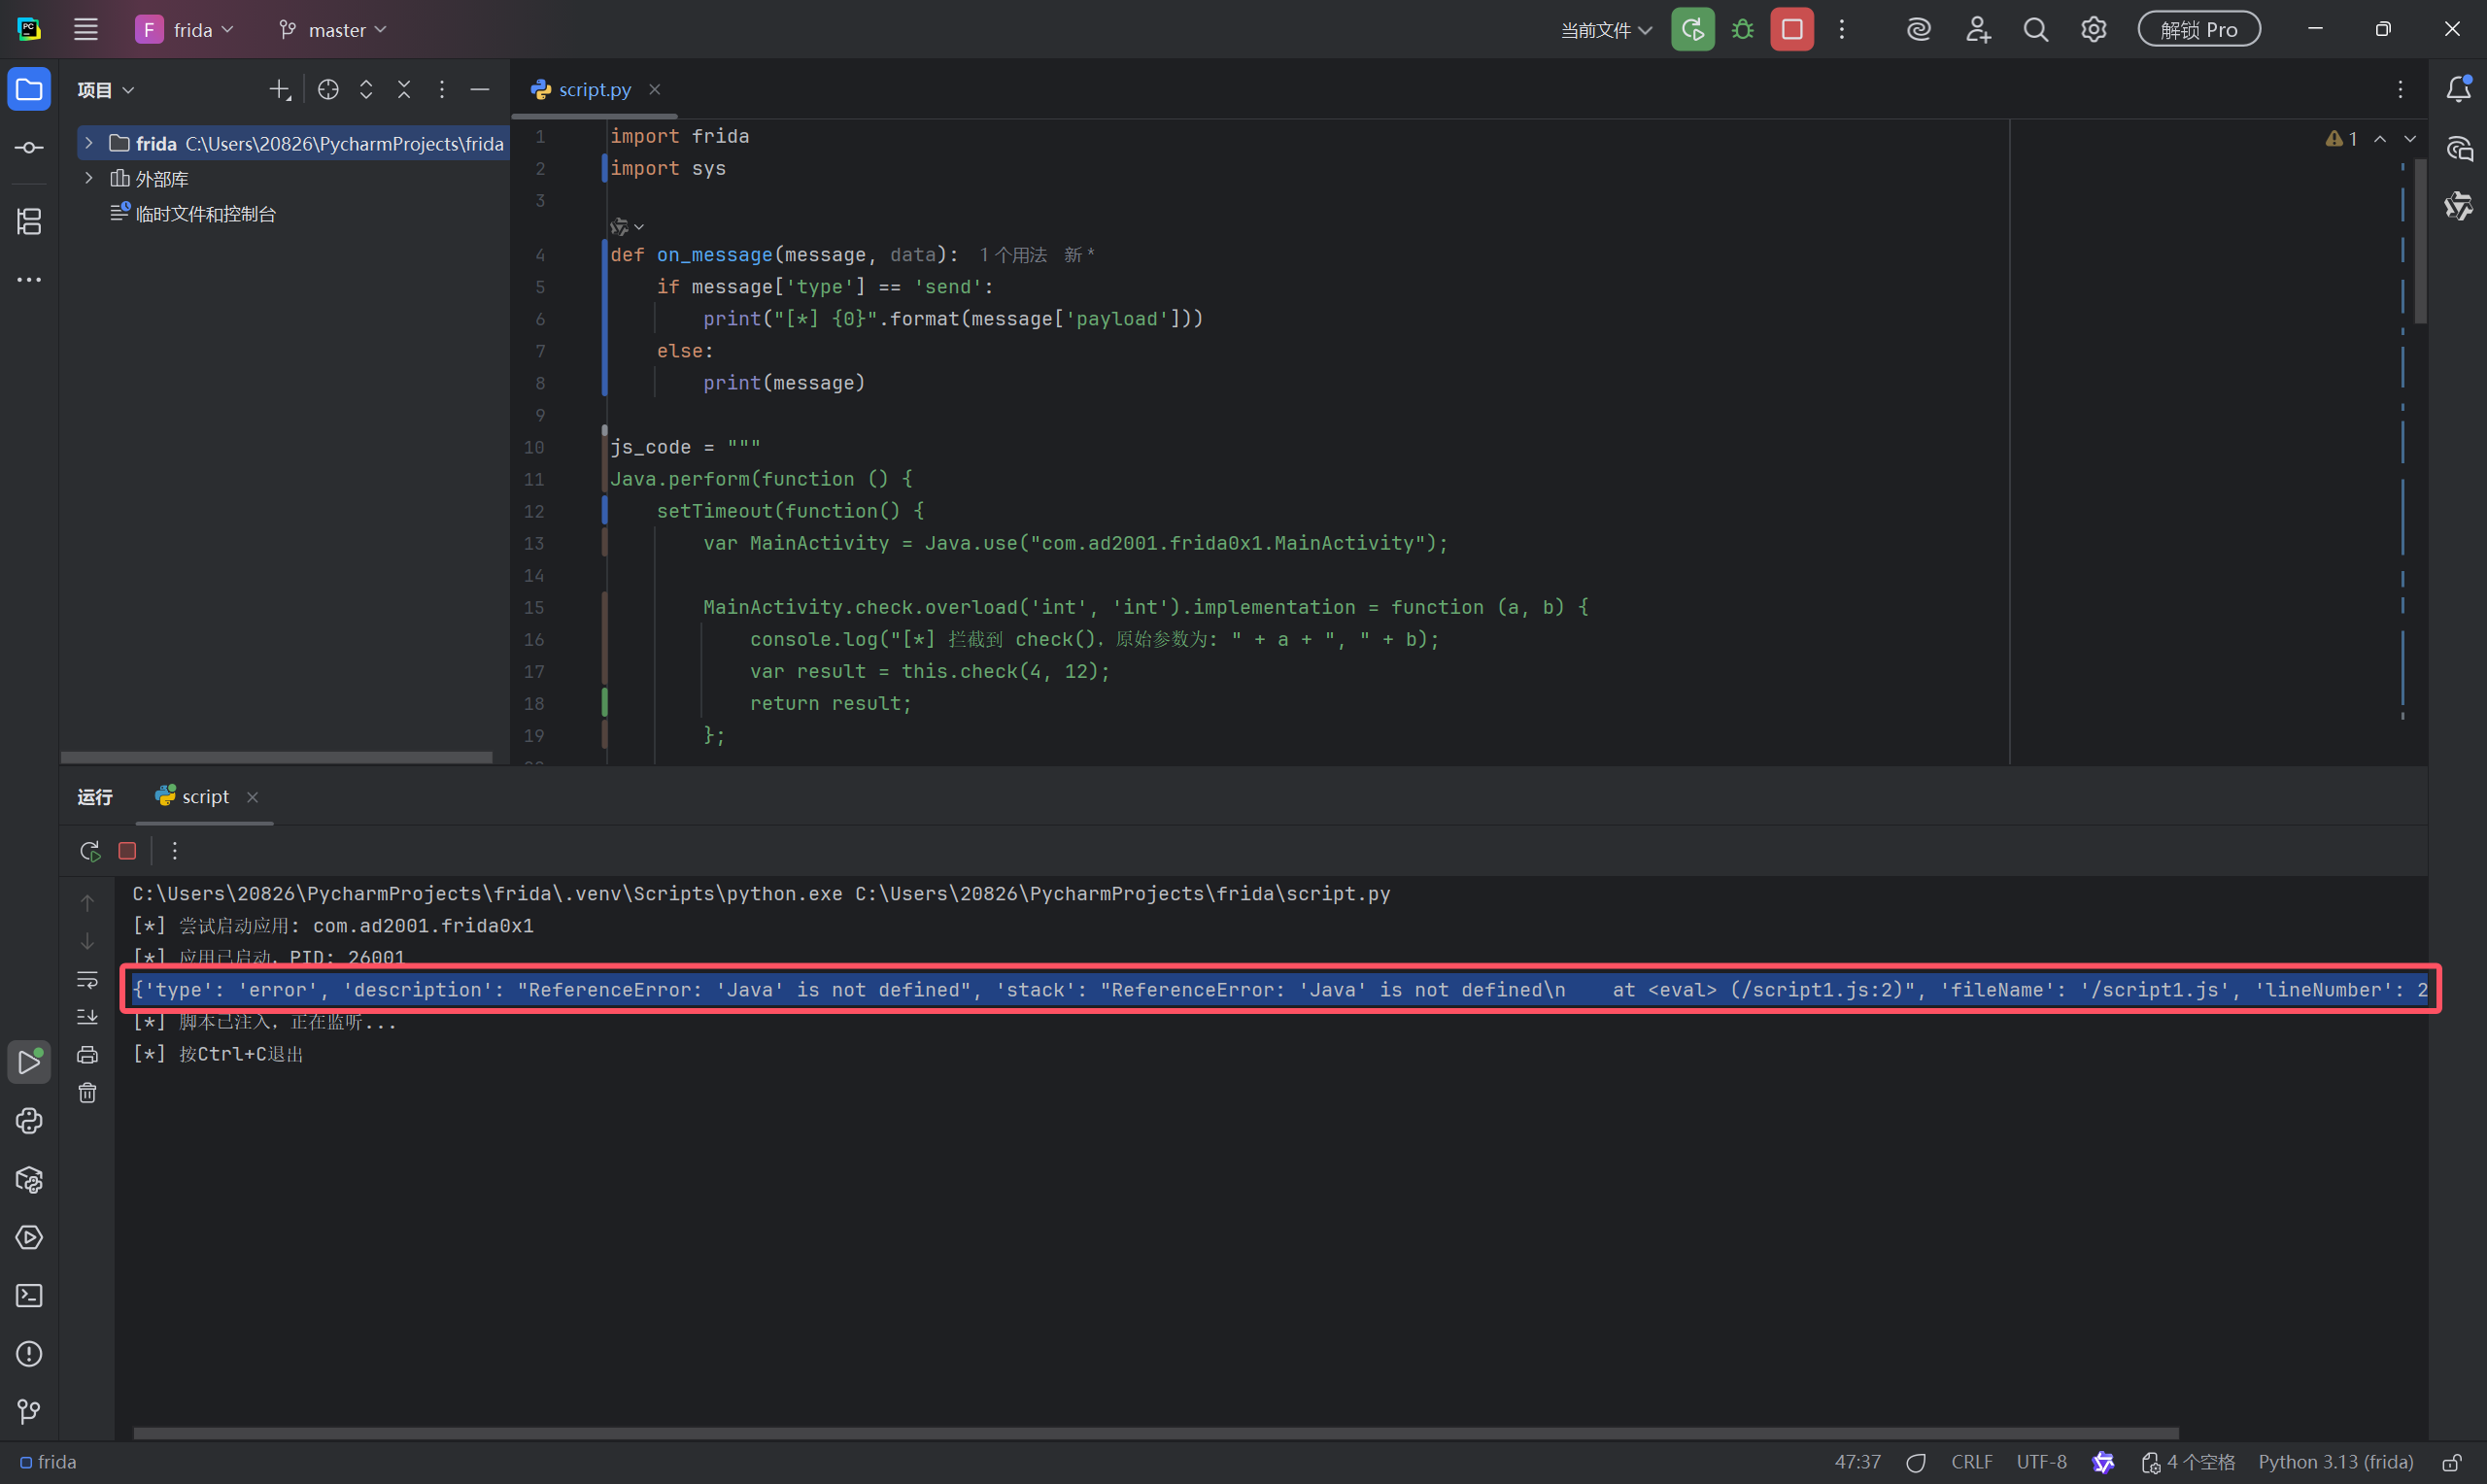 PC
F frida
master
当前文件
解锁 Pro
项目
script.py
frida C:\Users\20826\PycharmProjects\frida
外部库
临时文件和控制台
1
1 import frida
2 import sys
3
4 def on_message(message, data): 1个用法 新 *
5     if message['type'] == 'send':
6         print("[*] {0}".format(message['payload']))
7     else:
8         print(message)
9
10 js_code = """
11 Java.perform(function () {
12     setTimeout(function() {
13         var MainActivity = Java.use("com.ad2001.frida0x1.MainActivity");
14
15         MainActivity.check.overload('int', 'int').implementation = function (a, b) {
16             console.log("[*] 拦截到 check()，原始参数为: " + a + ", " + b);
17             var result = this.check(4, 12);
18             return result;
19         };
运行
script
C:\Users\20826\PycharmProjects\frida\.venv\Scripts\python.exe C:\Users\20826\PycharmProjects\frida\script.py
[*] 尝试启动应用: com.ad2001.frida0x1
[*] 应用已启动，PID: 26001
{'type': 'error', 'description': "ReferenceError: 'Java' is not defined", 'stack': "ReferenceError: 'Java' is not defined\n    at <eval> (/script1.js:2)", 'fileName': '/script1.js', 'lineNumber': 2
[*] 脚本已注入，正在监听...
[*] 按Ctrl+C退出
frida
47:37
CRLF
UTF-8
4 个空格
Python 3.13 (frida)